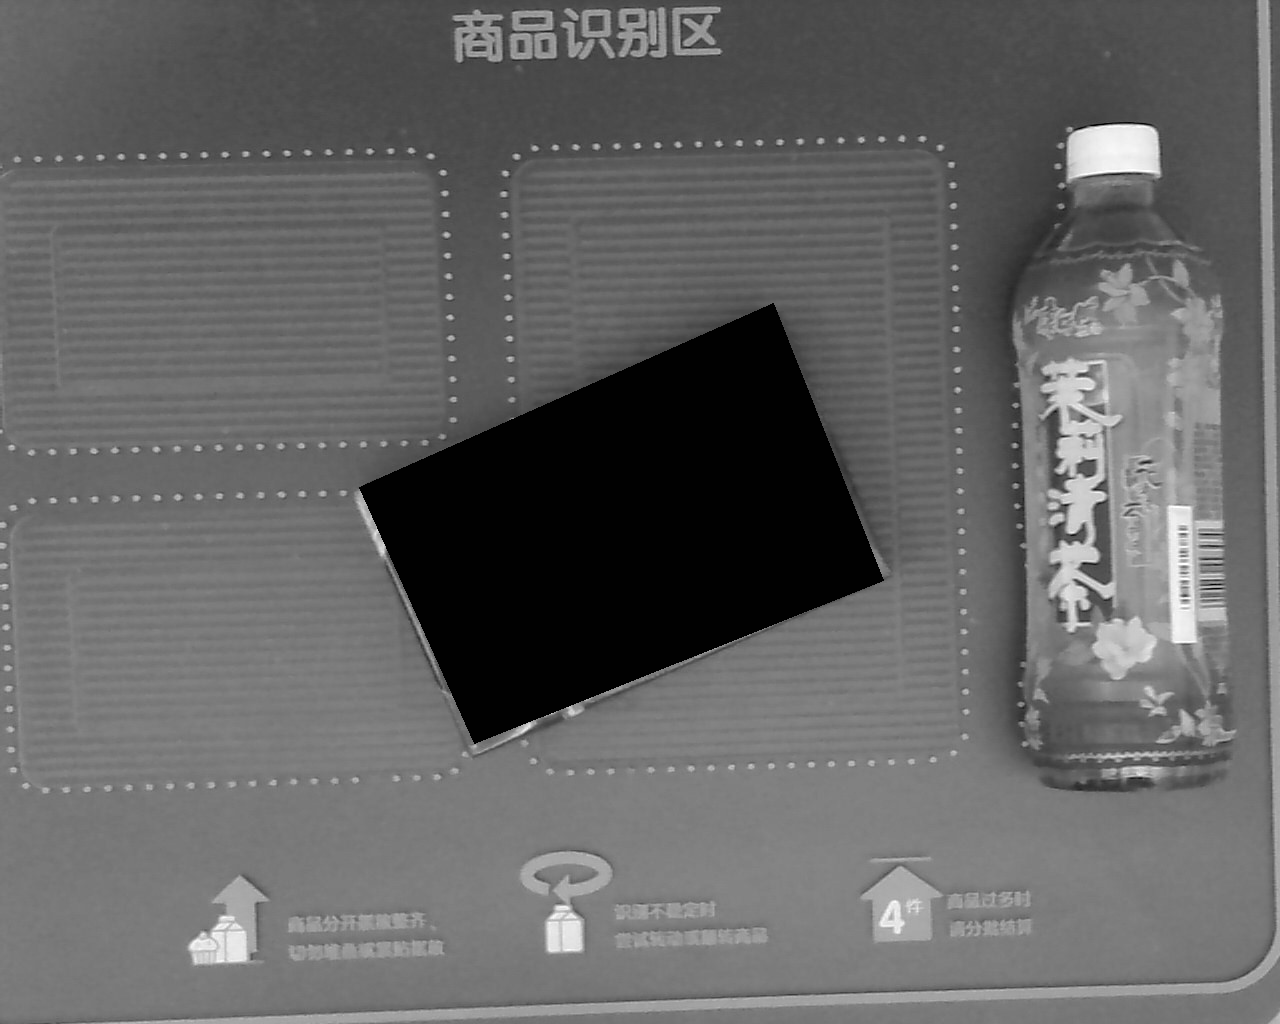 商品识别区
茉莉清茶
商品分开摆放整齐、
切勿堆叠或紧贴摆放
识别不稳定时
尝试转动或翻转商品
4件
商品过多时
请分批结算